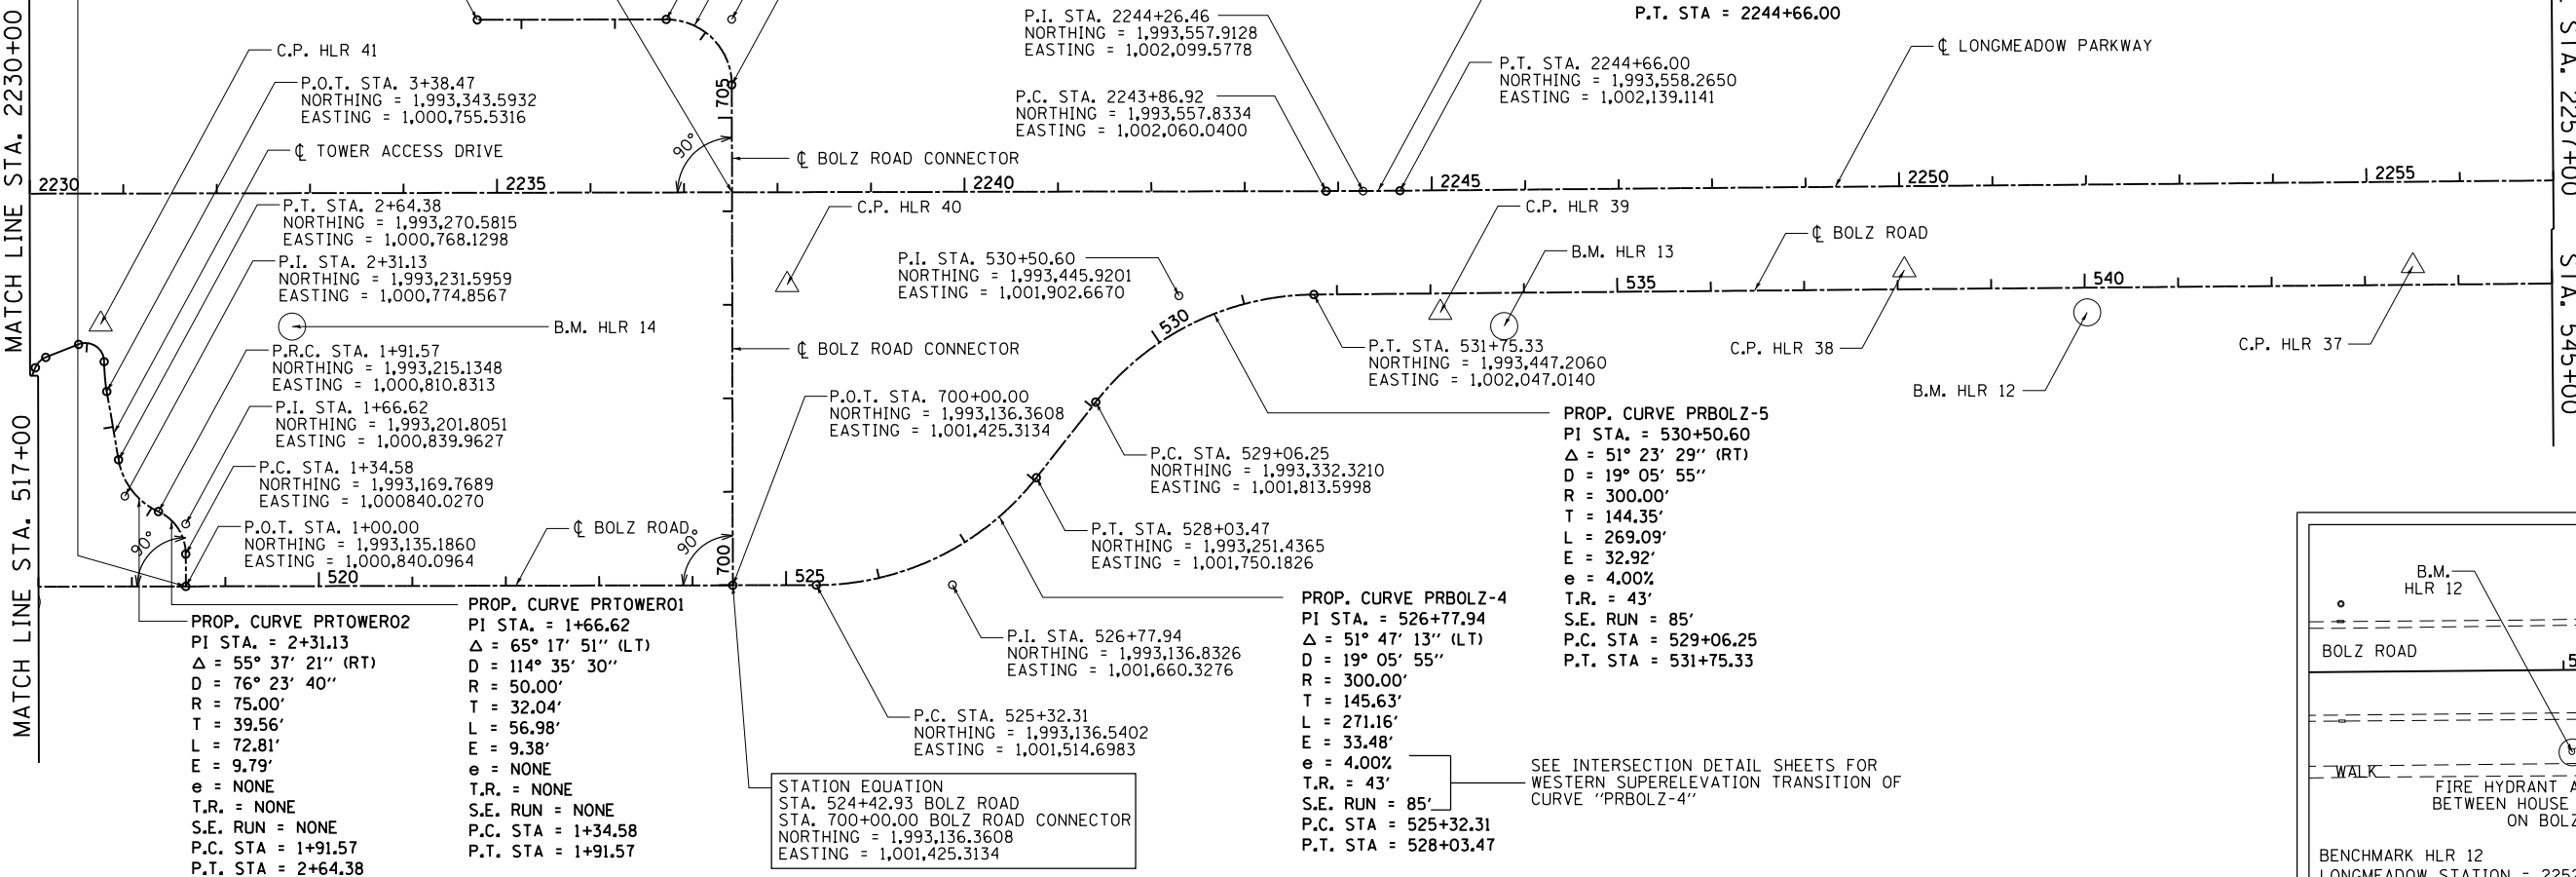 MATCH LINE STA. 2230+00
MATCH LINE STA. 517+00
C.P. HLR 41
P.O.T. STA. 3+38.47
NORTHING = 1,993,343.5932
EASTING = 1,000,755.5316
℄ TOWER ACCESS DRIVE
P.T. STA. 2+64.38
NORTHING = 1,993,270.5815
EASTING = 1,000,768.1298
P.I. STA. 2+31.13
NORTHING = 1,993,231.5959
EASTING = 1,000,774.8567
B.M. HLR 14
P.R.C. STA. 1+91.57
NORTHING = 1,993,215.1348
EASTING = 1,000,810.8313
P.I. STA. 1+66.62
NORTHING = 1,993,201.8051
EASTING = 1,000,839.9627
P.C. STA. 1+34.58
NORTHING = 1,993,169.7689
EASTING = 1,000840.0270
P.O.T. STA. 1+00.00
NORTHING = 1,993,135.1860
EASTING = 1,000,840.0964
90°
℄ BOLZ ROAD
90°
520
525
700
705
90°
℄ BOLZ ROAD CONNECTOR
℄ BOLZ ROAD CONNECTOR
2230
2235
2240
2245
2250
2255
C.P. HLR 40
P.I. STA. 2244+26.46
NORTHING = 1,993,557.9128
EASTING = 1,002,099.5778
P.C. STA. 2243+86.92
NORTHING = 1,993,557.8334
EASTING = 1,002,060.0400
P.T. STA = 2244+66.00
P.T. STA. 2244+66.00
NORTHING = 1,993,558.2650
EASTING = 1,002,139.1141
℄ LONGMEADOW PARKWAY
C.P. HLR 39
B.M. HLR 13
℄ BOLZ ROAD
P.I. STA. 530+50.60
NORTHING = 1,993,445.9201
EASTING = 1,001,902.6670
530
535
540
P.T. STA. 531+75.33
NORTHING = 1,993,447.2060
EASTING = 1,002,047.0140
C.P. HLR 38
B.M. HLR 12
C.P. HLR 37
STA. 2257+00
STA. 545+00
P.O.T. STA. 700+00.00
NORTHING = 1,993,136.3608
EASTING = 1,001,425.3134
P.C. STA. 529+06.25
NORTHING = 1,993,332.3210
EASTING = 1,001,813.5998
P.T. STA. 528+03.47
NORTHING = 1,993,251.4365
EASTING = 1,001,750.1826
P.I. STA. 526+77.94
NORTHING = 1,993,136.8326
EASTING = 1,001,660.3276
P.C. STA. 525+32.31
NORTHING = 1,993,136.5402
EASTING = 1,001,514.6983
PROP. CURVE PRTOWER02
PI STA. = 2+31.13
Δ = 55° 37' 21'' (RT)
D = 76° 23' 40''
R = 75.00'
T = 39.56'
L = 72.81'
E = 9.79'
e = NONE
T.R. = NONE
S.E. RUN = NONE
P.C. STA = 1+91.57
P.T. STA = 2+64.38
PROP. CURVE PRTOWER01
PI STA. = 1+66.62
Δ = 65° 17' 51'' (LT)
D = 114° 35' 30''
R = 50.00'
T = 32.04'
L = 56.98'
E = 9.38'
e = NONE
T.R. = NONE
S.E. RUN = NONE
P.C. STA = 1+34.58
P.T. STA = 1+91.57
STATION EQUATION
STA. 524+42.93 BOLZ ROAD
STA. 700+00.00 BOLZ ROAD CONNECTOR
NORTHING = 1,993,136.3608
EASTING = 1,001,425.3134
PROP. CURVE PRBOLZ-4
PI STA. = 526+77.94
Δ = 51° 47' 13'' (LT)
D = 19° 05' 55''
R = 300.00'
T = 145.63'
L = 271.16'
E = 33.48'
e = 4.00%
T.R. = 43'
S.E. RUN = 85'
P.C. STA = 525+32.31
P.T. STA = 528+03.47
SEE INTERSECTION DETAIL SHEETS FOR
WESTERN SUPERELEVATION TRANSITION OF
CURVE "PRBOLZ-4"
PROP. CURVE PRBOLZ-5
PI STA. = 530+50.60
Δ = 51° 23' 29'' (RT)
D = 19° 05' 55''
R = 300.00'
T = 144.35'
L = 269.09'
E = 32.92'
e = 4.00%
T.R. = 43'
S.E. RUN = 85'
P.C. STA = 529+06.25
P.T. STA = 531+75.33
B.M.
HLR 12
BOLZ ROAD
WALK
FIRE HYDRANT
BETWEEN HOUSE
ON BOLZ
BENCHMARK HLR 12
LONGMEADOW STATION =